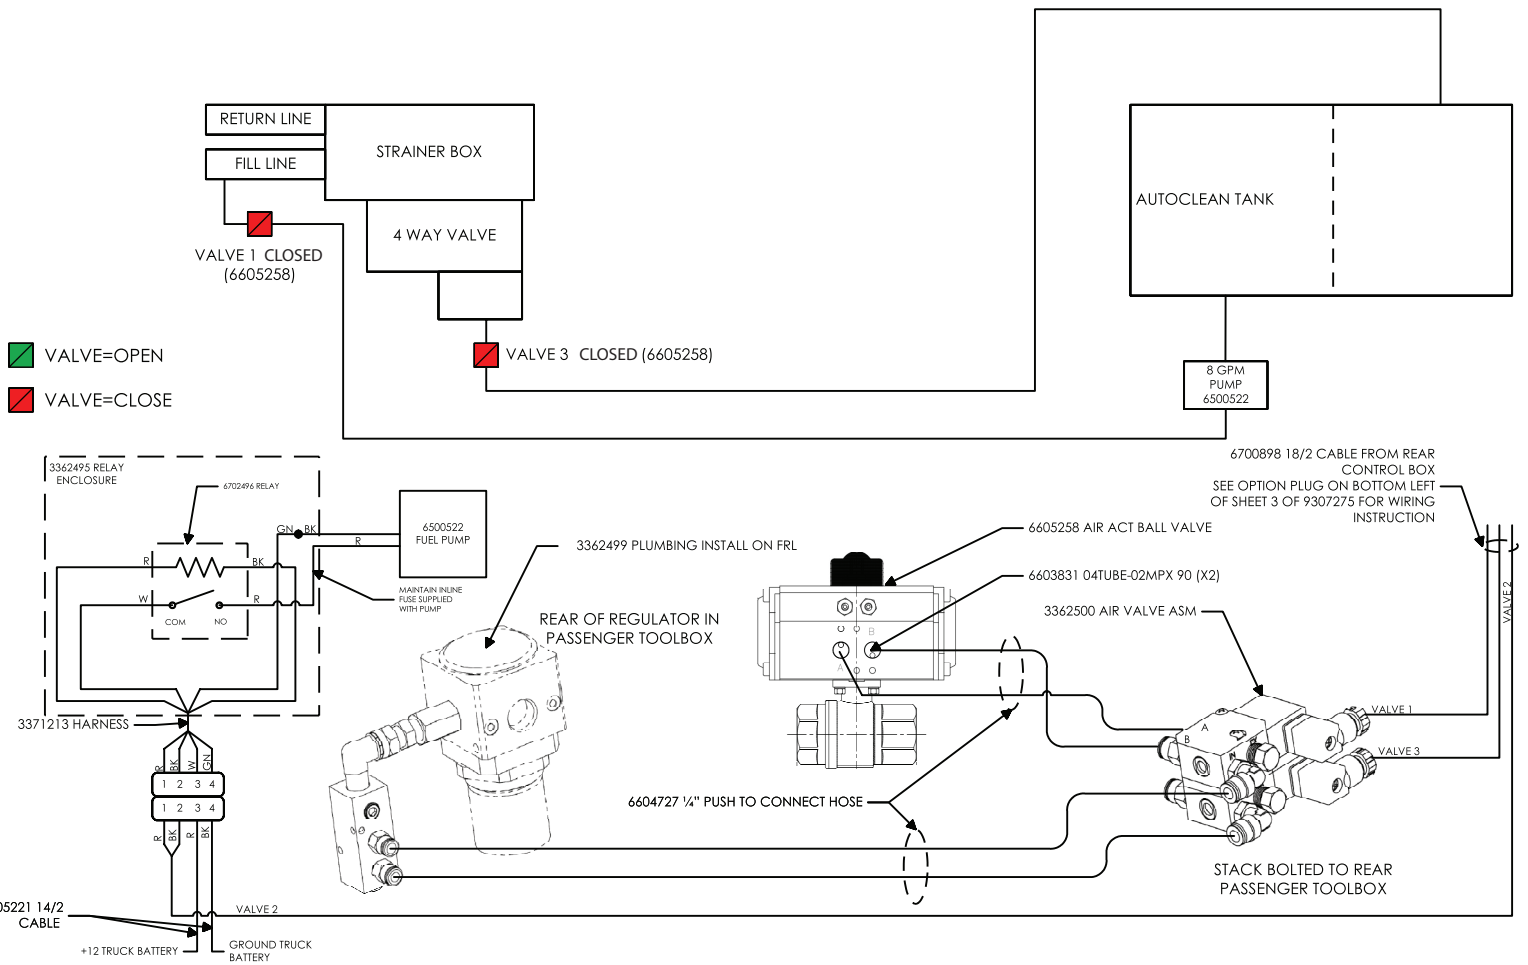 RETURN LINE
FILL LINE
STRAINER BOX
4 WAY VALVE
VALVE 1 CLOSED
(6605258)
VALVE 3 CLOSED (6605258)
AUTOCLEAN TANK
8 GPM
PUMP
6500522
VALVE=OPEN
VALVE=CLOSE
3362495 RELAY
ENCLOSURE
6702496 RELAY
R
BK
W
R
COM
NO
GN
BK
R
6500522
FUEL PUMP
MAINTAIN INLINE
FUSE SUPPLIED
WITH PUMP
3371213 HARNESS
R
BK
W
GN
1 2 3 4
1 2 3 4
R
BK
R
BK
05221 14/2
CABLE
VALVE 2
+12 TRUCK BATTERY
GROUND TRUCK
BATTERY
3362499 PLUMBING INSTALL ON FRL
REAR OF REGULATOR IN
PASSENGER TOOLBOX
6605258 AIR ACT BALL VALVE
6603831 04TUBE-02MPX 90 (X2)
3362500 AIR VALVE ASM
B
A
6604727 ¼" PUSH TO CONNECT HOSE
6700898 18/2 CABLE FROM REAR
CONTROL BOX
SEE OPTION PLUG ON BOTTOM LEFT
OF SHEET 3 OF 9307275 FOR WIRING
INSTRUCTION
VALVE 2
VALVE 1
VALVE 3
A
B
STACK BOLTED TO REAR
PASSENGER TOOLBOX